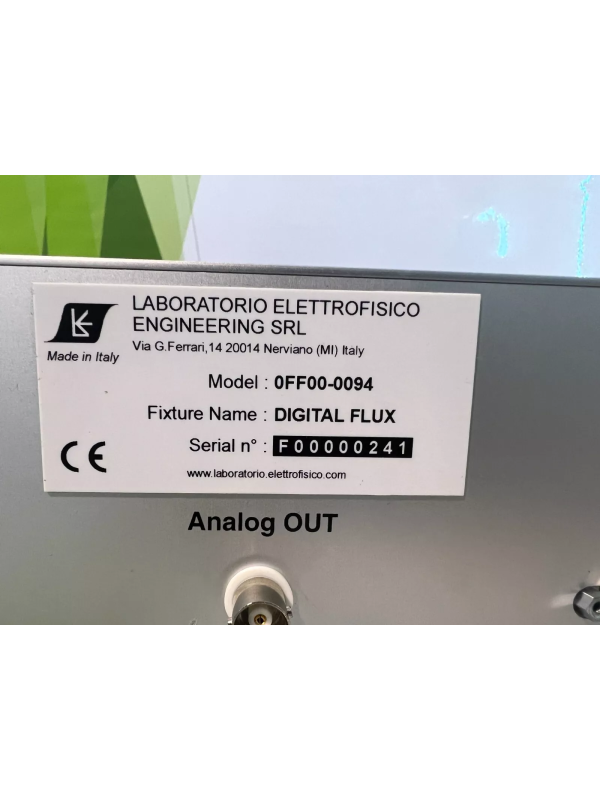 LABORATORIO ELETTROFISICO
ENGINEERING SRL
Via G.Ferrari,14 20014 Nerviano (MI) Italy
LE
Made in Italy
Model : 0FF00-0094
Fixture Name : DIGITAL FLUX
Serial n° : F00000241
CE
www.laboratorio.elettrofisico.com
Analog OUT